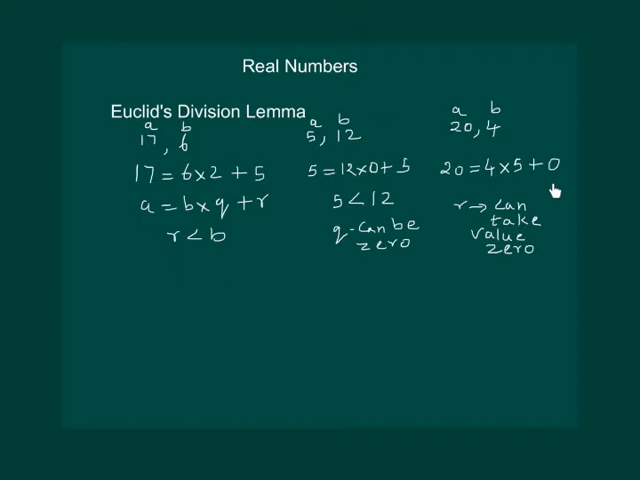 Real Numbers
Euclid's Division Lemma
a b
17, 6
17 = 6 x 2 + 5
a = b x q + r
r < b
a b
5, 12
5 = 12 x 0 + 5
5 < 12
q - can be
zero
a b
20, 4
20 = 4 x 5 + 0
r → can
take
value
zero